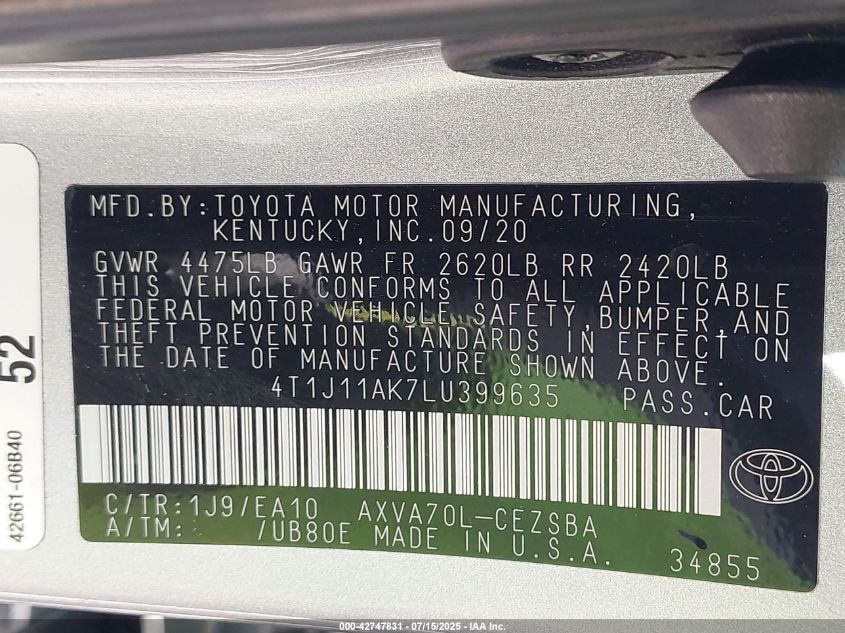 MFD.BY:TOYOTA MOTOR MANUFACTURING,
KENTUCKY,INC.09/20
GVWR 4475LB GAWR FR 2620LB RR 2420LB
THIS VEHICLE CONFORMS TO ALL APPLICABLE
FEDERAL MOTOR VEHICLE SAFETY,BUMPER,AND
THEFT PREVENTION STANDARDS IN EFFECT ON
THE DATE OF MANUFACTURE SHOWN ABOVE.
4T1J11AK7LU399635 PASS.CAR
C/TR:1J9/EA10 AXVA70L-CEZSBA
A/TM: /UB80E MADE IN U.S.A.
34855
52
42661-06B40
000-42747831 - 07/15/2025 - IAA Inc.